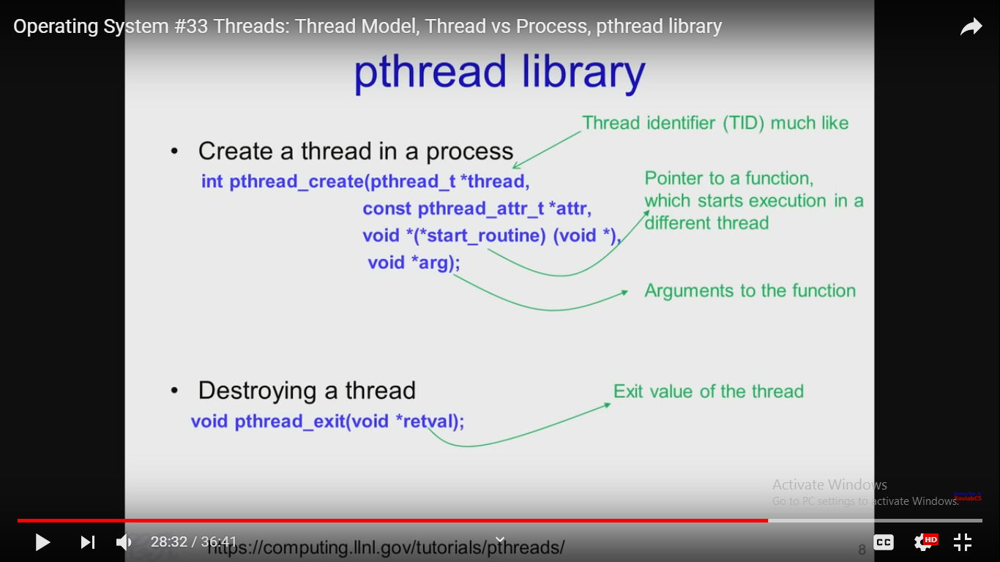 Operating System #33 Threads: Thread Model, Thread vs Process, pthread library
pthread library
Thread identifier (TID) much like
• Create a thread in a process
int pthread_create(pthread_t *thread,
const pthread_attr_t *attr,
void *(*start_routine) (void *),
void *arg);
Pointer to a function,
which starts execution in a
different thread
Arguments to the function
• Destroying a thread
void pthread_exit(void *retval);
Exit value of the thread
Activate Windows
Go to PC settings to activate Windows.
28:32 / 36:41
https://computing.llnl.gov/tutorials/pthreads/
8
CC
HD